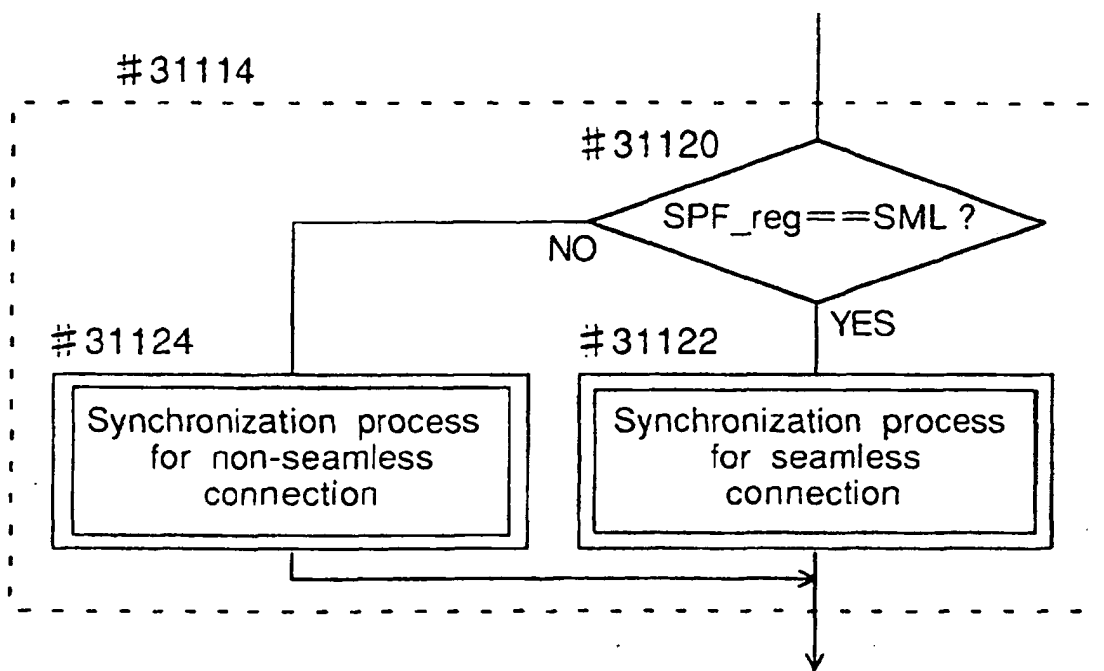 #31114
#31120
SPF_reg==SML ?
NO
YES
#31124
#31122
Synchronization process
for non-seamless
connection
Synchronization process
for seamless
connection